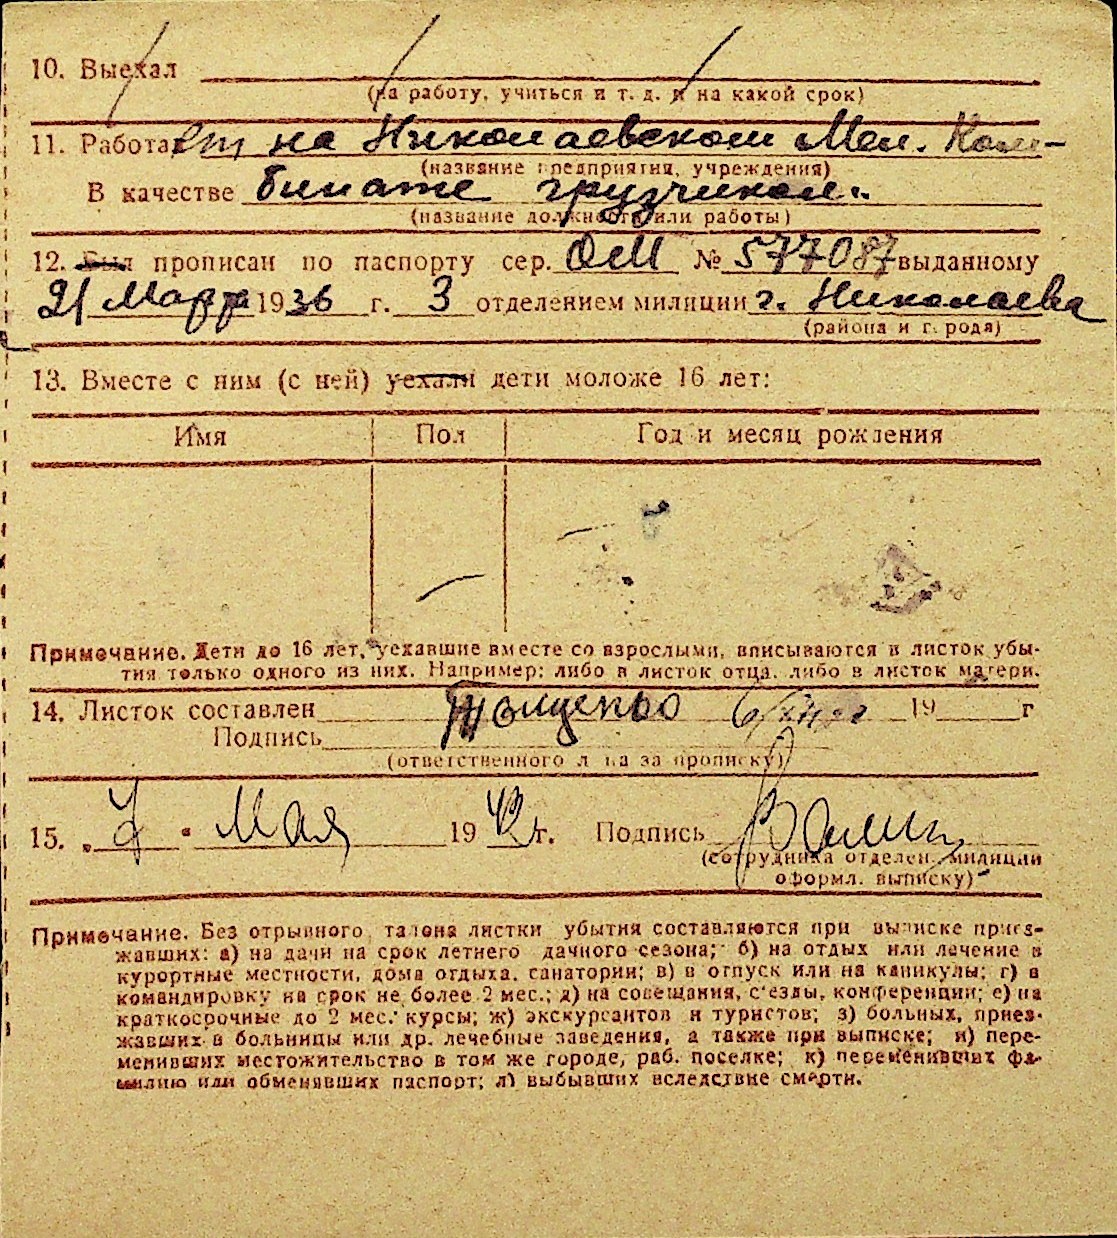 10. Выехал
(на работу, учиться и т. д. и на какой срок)
11. Работает на Николаевском Мел. Ком-
(название предприятия, учреждения)
В качестве бинате грузчиком.
(название должности или работы)
12. Был прописан по паспорту сер. ОМ № 577087 выданному
21 Марта 1936 г. 3 отделением милиции г. Николаева
(района и города)
13. Вместе с ним (с ней) уехали дети моложе 16 лет:
Имя Пол Год и месяц рождения
Примечание. Дети до 16 лет, уехавшие вместе со взрослыми, вписываются в листок убы-
тия только одного из них. Например: либо в листок отца, либо в листок матери.
14. Листок составлен 19 г
Подпись
(ответственного лица за прописку)
15. „7" Мая 1942 г. Подпись
(сотрудника отделен. милиции
оформл. выписку)
Примечание. Без отрывного талона листки убытия составляются при выписке приез-
жавших: а) на дачи на срок летнего дачного сезона; б) на отдых или лечение в
курортные местности, дома отдыха, санатории; в) в отпуск или на каникулы; г) в
командировку на срок не более 2 мес.; д) на совещания, с'езды, конференции; е) на
краткосрочные до 2 мес. курсы; ж) экскурсантов и туристов; з) больных, приез-
жавших в больницы или др. лечебные заведения, а также при выписке; и) пере-
менивших местожительство в том же городе, раб. поселке; к) переменивших фа-
милию или обменявших паспорт; л) выбывших вследствие смерти.